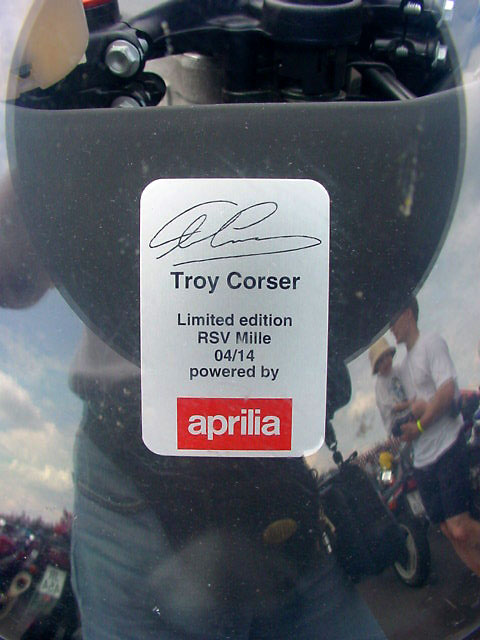 Troy Corser
Limited edition
RSV Mille
04/14
powered by
aprilia